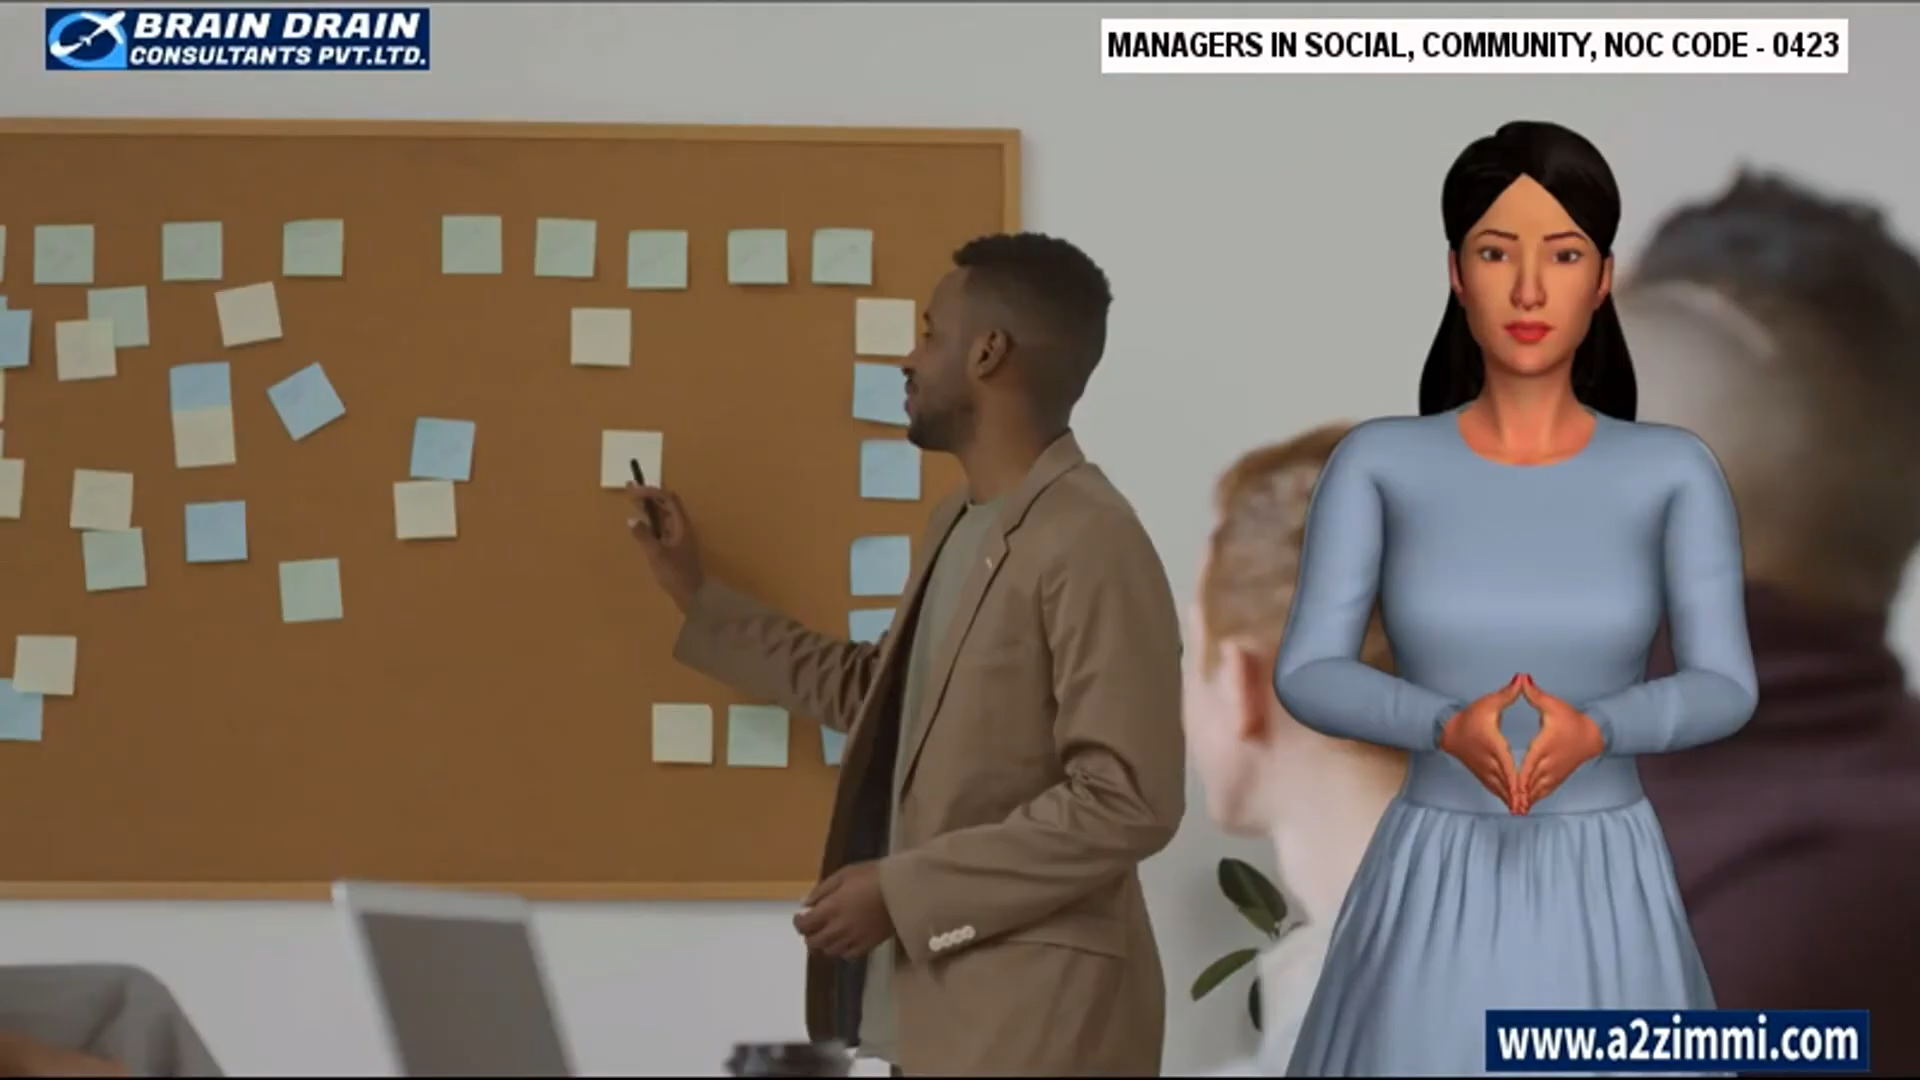 BRAIN DRAIN
CONSULTANTS PVT.LTD.
MANAGERS IN SOCIAL, COMMUNITY, NOC CODE - 0423
www.a2zimmi.com